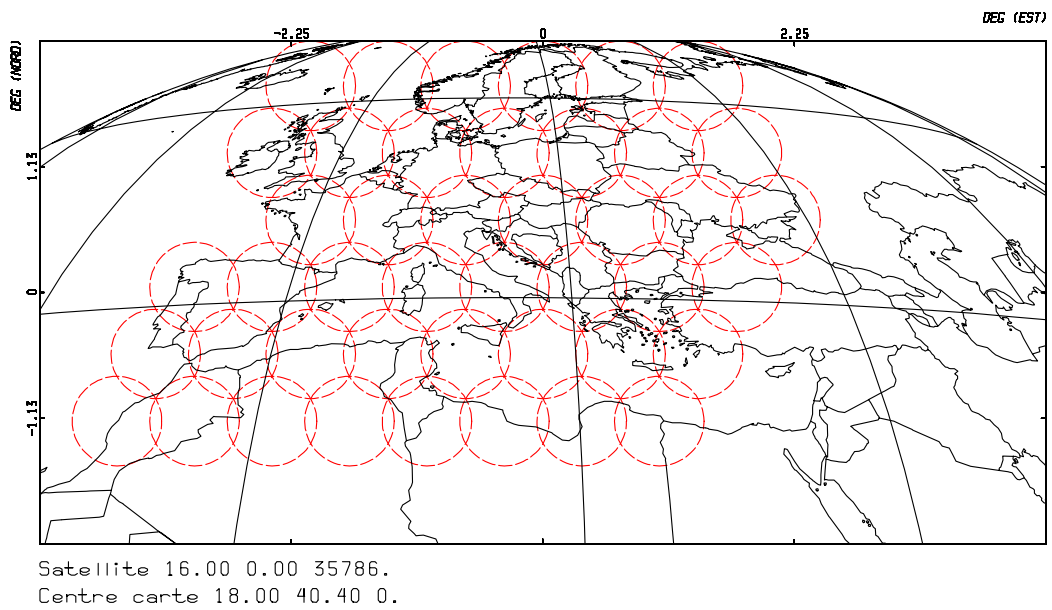 DEG (EST)
-2.25 0 2.25
DEG (NORD)
1.13
0
-1.13
Satellite 16.00 0.00 35786.
Centre carte 18.00 40.40 0.